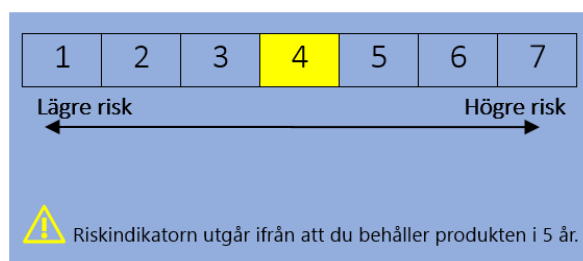 1 2 3 4 5 6 7
Lägre risk Högre risk
Riskindikatorn utgår ifrån att du behåller produkten i 5 år.